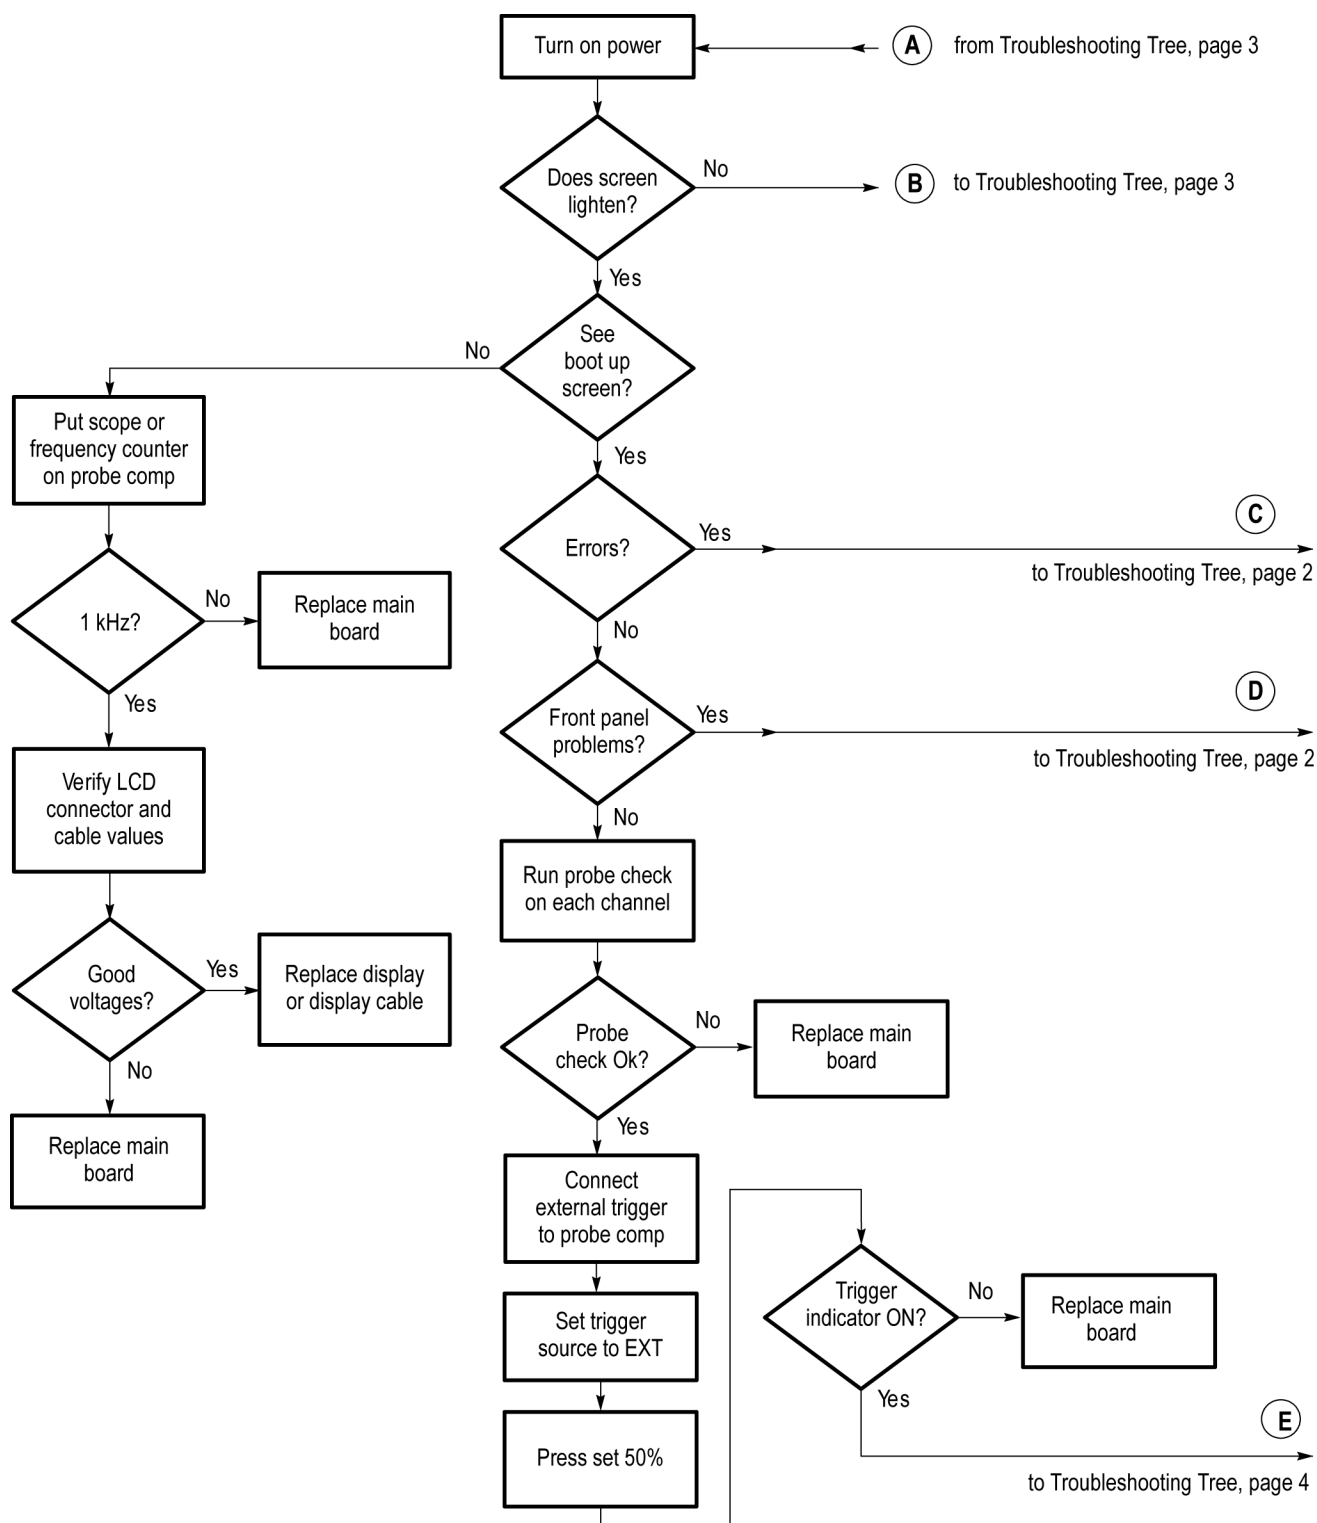 Turn on power
A
from Troubleshooting Tree, page 3
Does screen
lighten?
No
B
to Troubleshooting Tree, page 3
Yes
See
boot up
screen?
No
Yes
Put scope or
frequency counter
on probe comp
Errors?
Yes
C
to Troubleshooting Tree, page 2
No
1 kHz?
No
Replace main
board
Yes
Front panel
problems?
Yes
D
to Troubleshooting Tree, page 2
No
Verify LCD
connector and
cable values
Run probe check
on each channel
Good
voltages?
Yes
Replace display
or display cable
No
Replace main
board
Probe
check Ok?
No
Replace main
board
Yes
Connect
external trigger
to probe comp
Set trigger
source to EXT
Press set 50%
Trigger
indicator ON?
No
Replace main
board
Yes
E
to Troubleshooting Tree, page 4